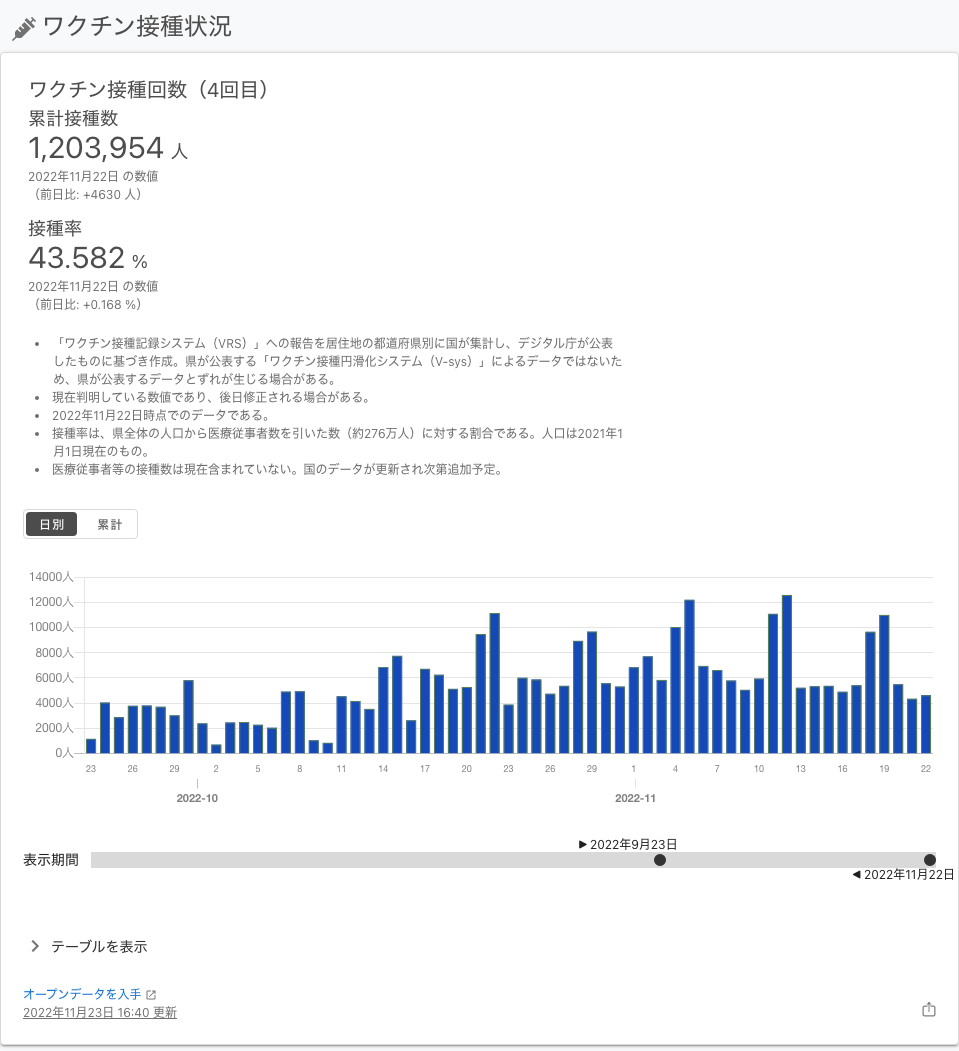 ワクチン接種状況
ワクチン接種回数（4回目）
累計接種数
1,203,954 人
2022年11月22日 の数値
（前日比: +4630 人）
接種率
43.582 %
2022年11月22日 の数値
（前日比: +0.168 %）
• 「ワクチン接種記録システム（VRS）」への報告を居住地の都道府県別に国が集計し、デジタル庁が公表
したものに基づき作成。県が公表する「ワクチン接種円滑化システム（V-sys）」によるデータではないた
め、県が公表するデータとずれが生じる場合がある。
• 現在判明している数値であり、後日修正される場合がある。
• 2022年11月22日時点でのデータである。
• 接種率は、県全体の人口から医療従事者数を引いた数（約276万人）に対する割合である。人口は2021年1
月1日現在のもの。
• 医療従事者等の接種数は現在含まれていない。国のデータが更新され次第追加予定。
日別 累計
14000人
12000人
10000人
8000人
6000人
4000人
2000人
0人
23 26 29 2 5 8 11 14 17 20 23 26 29 1 4 7 10 13 16 19 22
2022-10 2022-11
▶ 2022年9月23日
表示期間
◀ 2022年11月22日
テーブルを表示
オープンデータを入手
2022年11月23日 16:40 更新